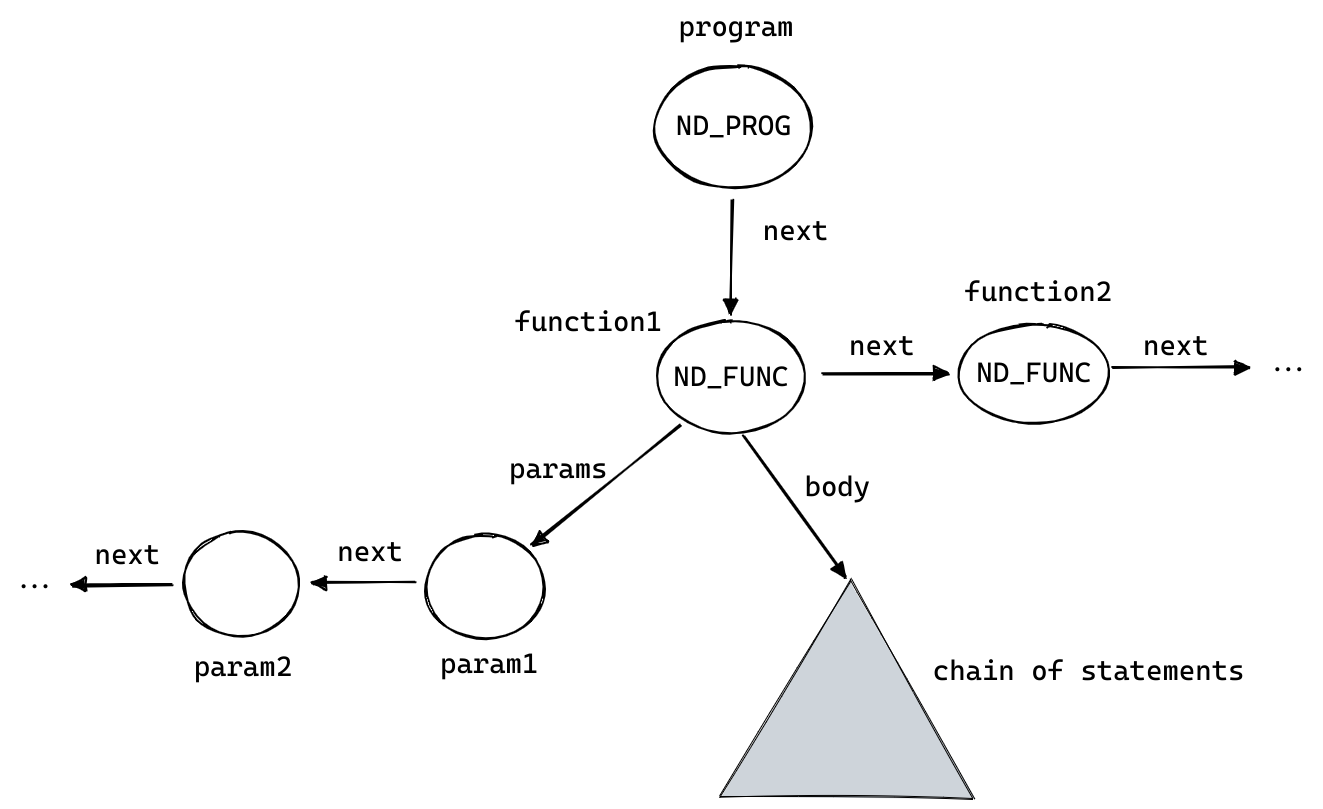 program
ND_PROG
next
function1
ND_FUNC
next
function2
ND_FUNC
next
...
params
body
...
next
param2
next
param1
chain of statements